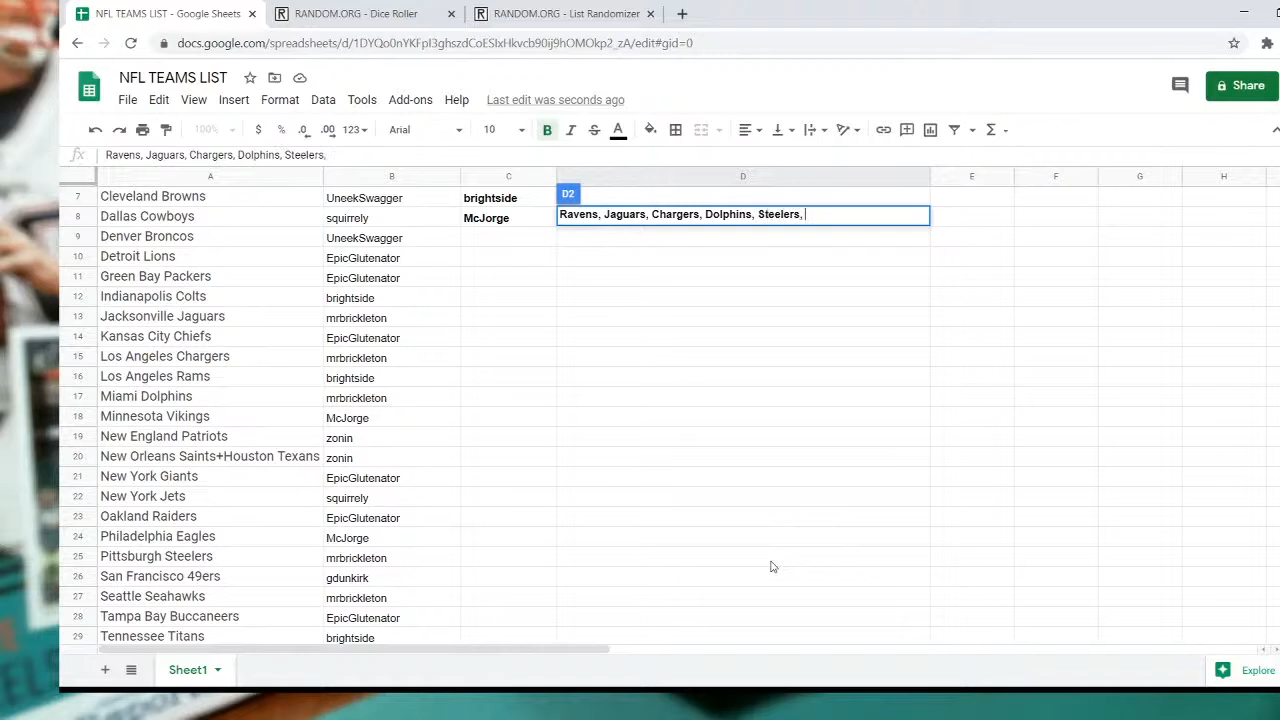 NFL TEAMS LIST - Google Sheets
RANDOM.ORG - Dice Roller
RANDOM.ORG - List Randomizer
docs.google.com/spreadsheets/d/1DYQo0nYKFpI3ghszdCoESIxHkvcb90ij9hOMOkp2_zA/edit#gid=0
NFL TEAMS LIST
File Edit View Insert Format Data Tools Add-ons Help Last edit was seconds ago
Share
100% $ % .0 .00 123 Arial 10 B I S A
fx Ravens, Jaguars, Chargers, Dolphins, Steelers,
A B C D E F G H
7 Cleveland Browns UneekSwagger brightside D2
8 Dallas Cowboys squirrely McJorge Ravens, Jaguars, Chargers, Dolphins, Steelers,
9 Denver Broncos UneekSwagger
10 Detroit Lions EpicGlutenator
11 Green Bay Packers EpicGlutenator
12 Indianapolis Colts brightside
13 Jacksonville Jaguars mrbrickleton
14 Kansas City Chiefs EpicGlutenator
15 Los Angeles Chargers mrbrickleton
16 Los Angeles Rams brightside
17 Miami Dolphins mrbrickleton
18 Minnesota Vikings McJorge
19 New England Patriots zonin
20 New Orleans Saints+Houston Texans zonin
21 New York Giants EpicGlutenator
22 New York Jets squirrely
23 Oakland Raiders EpicGlutenator
24 Philadelphia Eagles McJorge
25 Pittsburgh Steelers mrbrickleton
26 San Francisco 49ers gdunkirk
27 Seattle Seahawks mrbrickleton
28 Tampa Bay Buccaneers EpicGlutenator
29 Tennessee Titans brightside
Sheet1
Explore